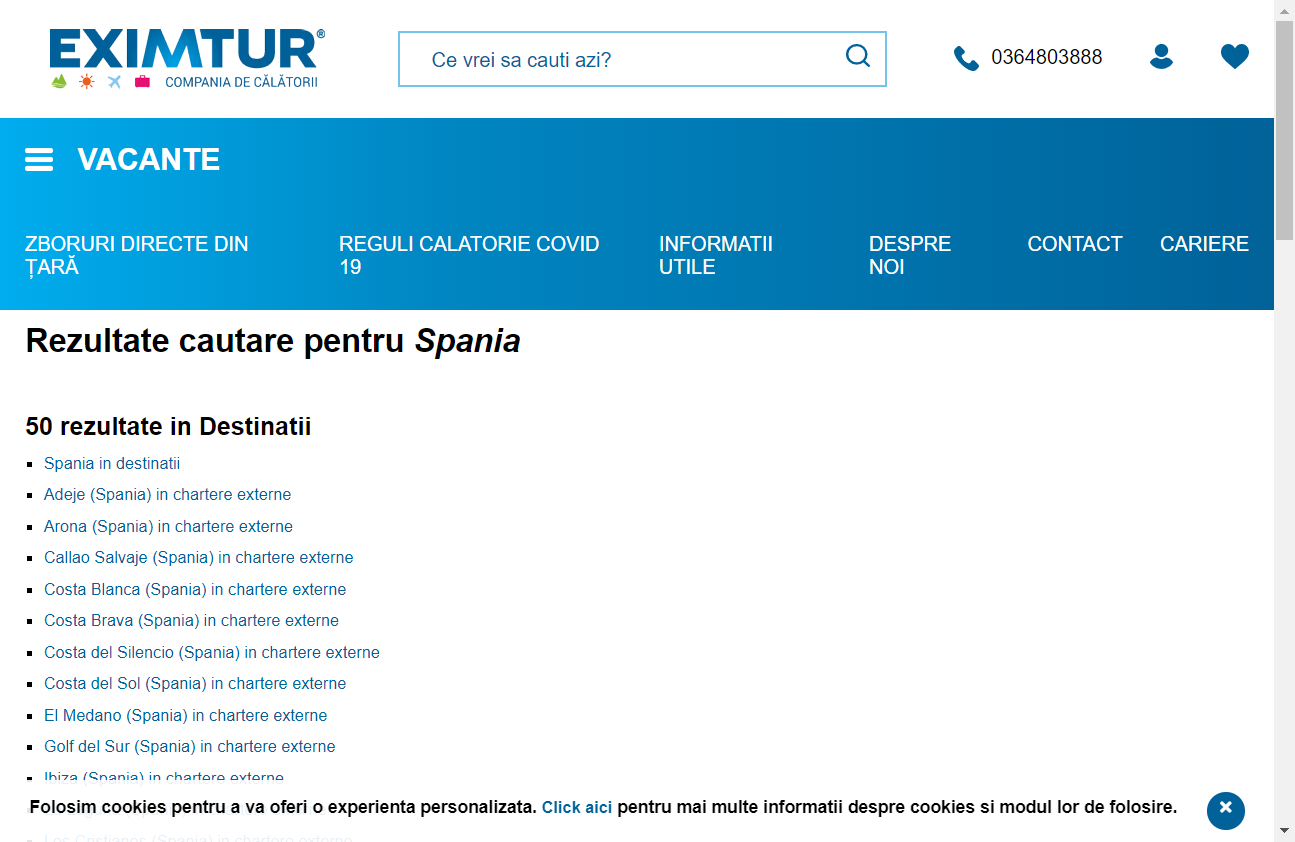 EXIMTUR®
COMPANIA DE CĂLĂTORII
Ce vrei sa cauti azi?
0364803888
VACANTE
ZBORURI DIRECTE DIN
ȚARĂ
REGULI CALATORIE COVID
19
INFORMATII
UTILE
DESPRE
NOI
CONTACT
CARIERE
Rezultate cautare pentru Spania
50 rezultate in Destinatii
Spania in destinatii
Adeje (Spania) in chartere externe
Arona (Spania) in chartere externe
Callao Salvaje (Spania) in chartere externe
Costa Blanca (Spania) in chartere externe
Costa Brava (Spania) in chartere externe
Costa del Silencio (Spania) in chartere externe
Costa del Sol (Spania) in chartere externe
El Medano (Spania) in chartere externe
Golf del Sur (Spania) in chartere externe
Ibiza (Spania) in chartere externe
Folosim cookies pentru a va oferi o experienta personalizata. Click aici pentru mai multe informatii despre cookies si modul lor de folosire.
Los Cristianos (Spania) in chartere externe